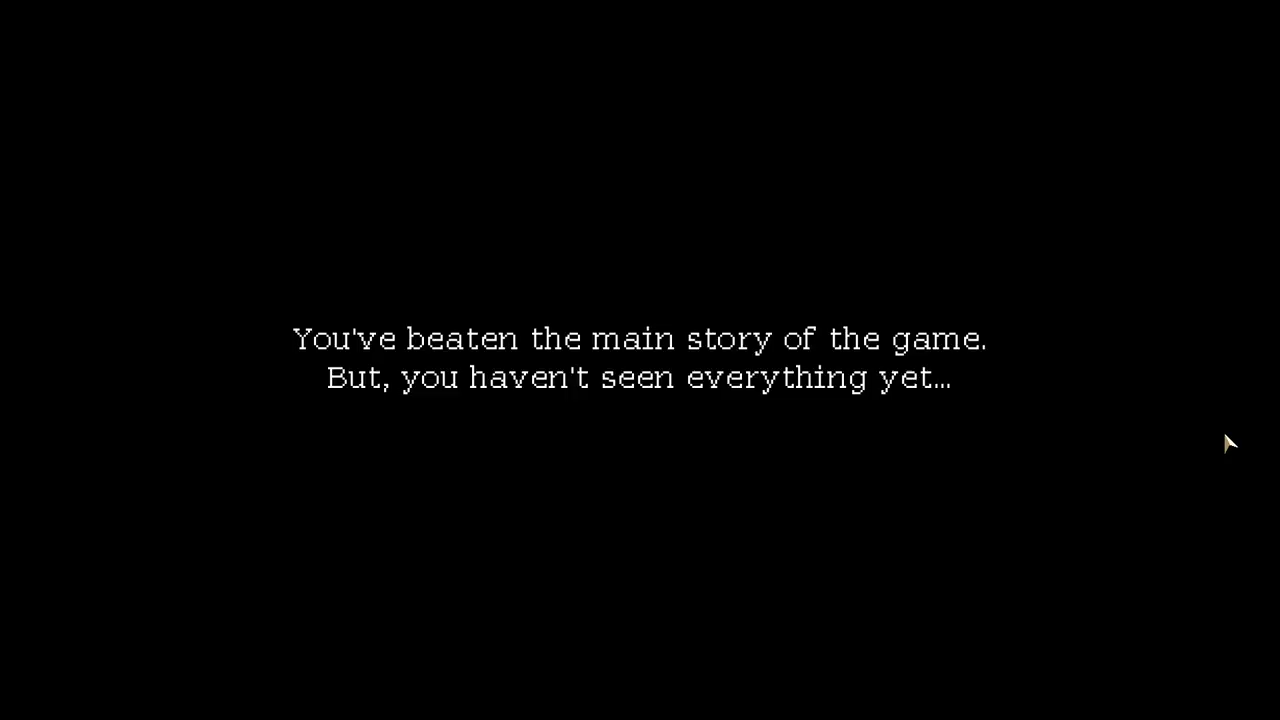 You've beaten the main story of the game.
But, you haven't seen everything yet...